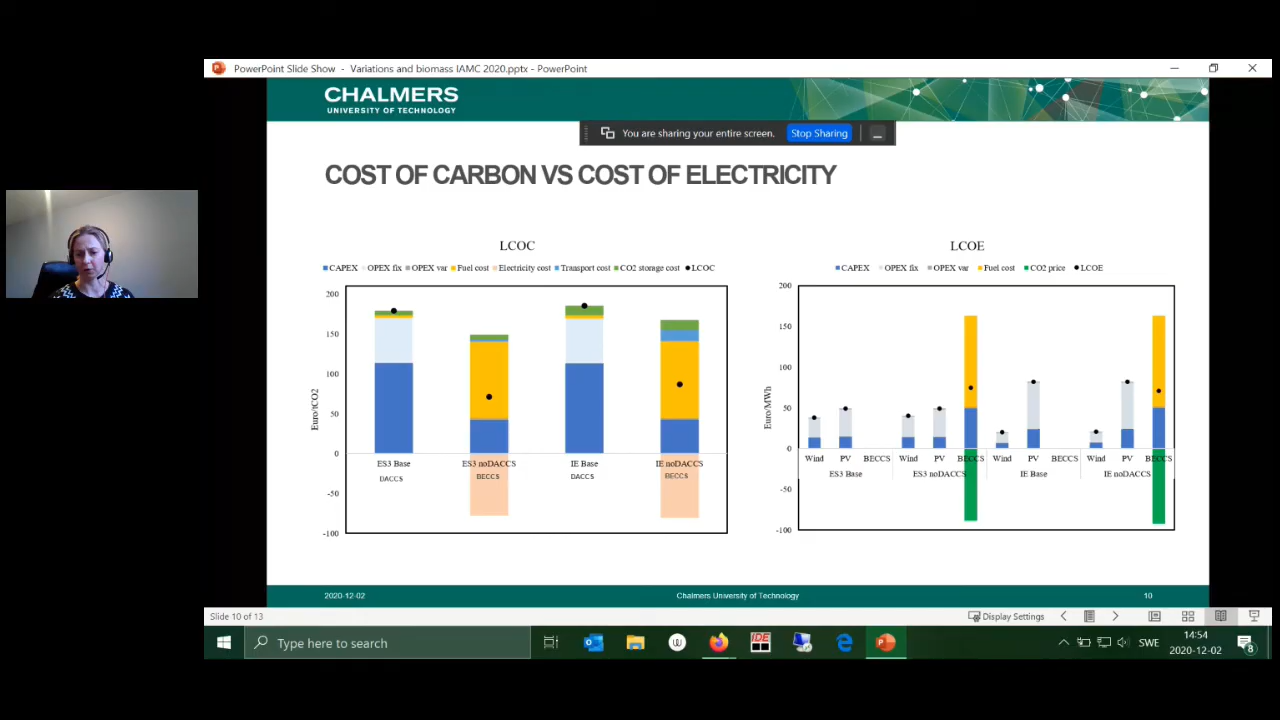 PowerPoint Slide Show - Variations and biomass IAMC 2020.pptx - PowerPoint
CHALMERS
UNIVERSITY OF TECHNOLOGY
You are sharing your entire screen.
Stop Sharing
COST OF CARBON VS COST OF ELECTRICITY
LCOC
CAPEX OPEX fix OPEX var Fuel cost Electricity cost Transport cost CO2 storage cost LCOC
Euro/tCO2
200
150
100
50
0
-50
-100
ES3 Base ES3 noDACCS IE Base IE noDACCS
DACCS BECCS DACCS BECCS
LCOE
CAPEX OPEX fix OPEX var Fuel cost CO2 price LCOE
Euro/MWh
200
150
100
50
0
-50
-100
Wind PV BECCS Wind PV BECCS Wind PV BECCS Wind PV BECCS
ES3 Base ES3 noDACCS IE Base IE noDACCS
2020-12-02 Chalmers University of Technology 10
Slide 10 of 13
Display Settings
Type here to search
IDE
SWE
14:54
2020-12-02
8